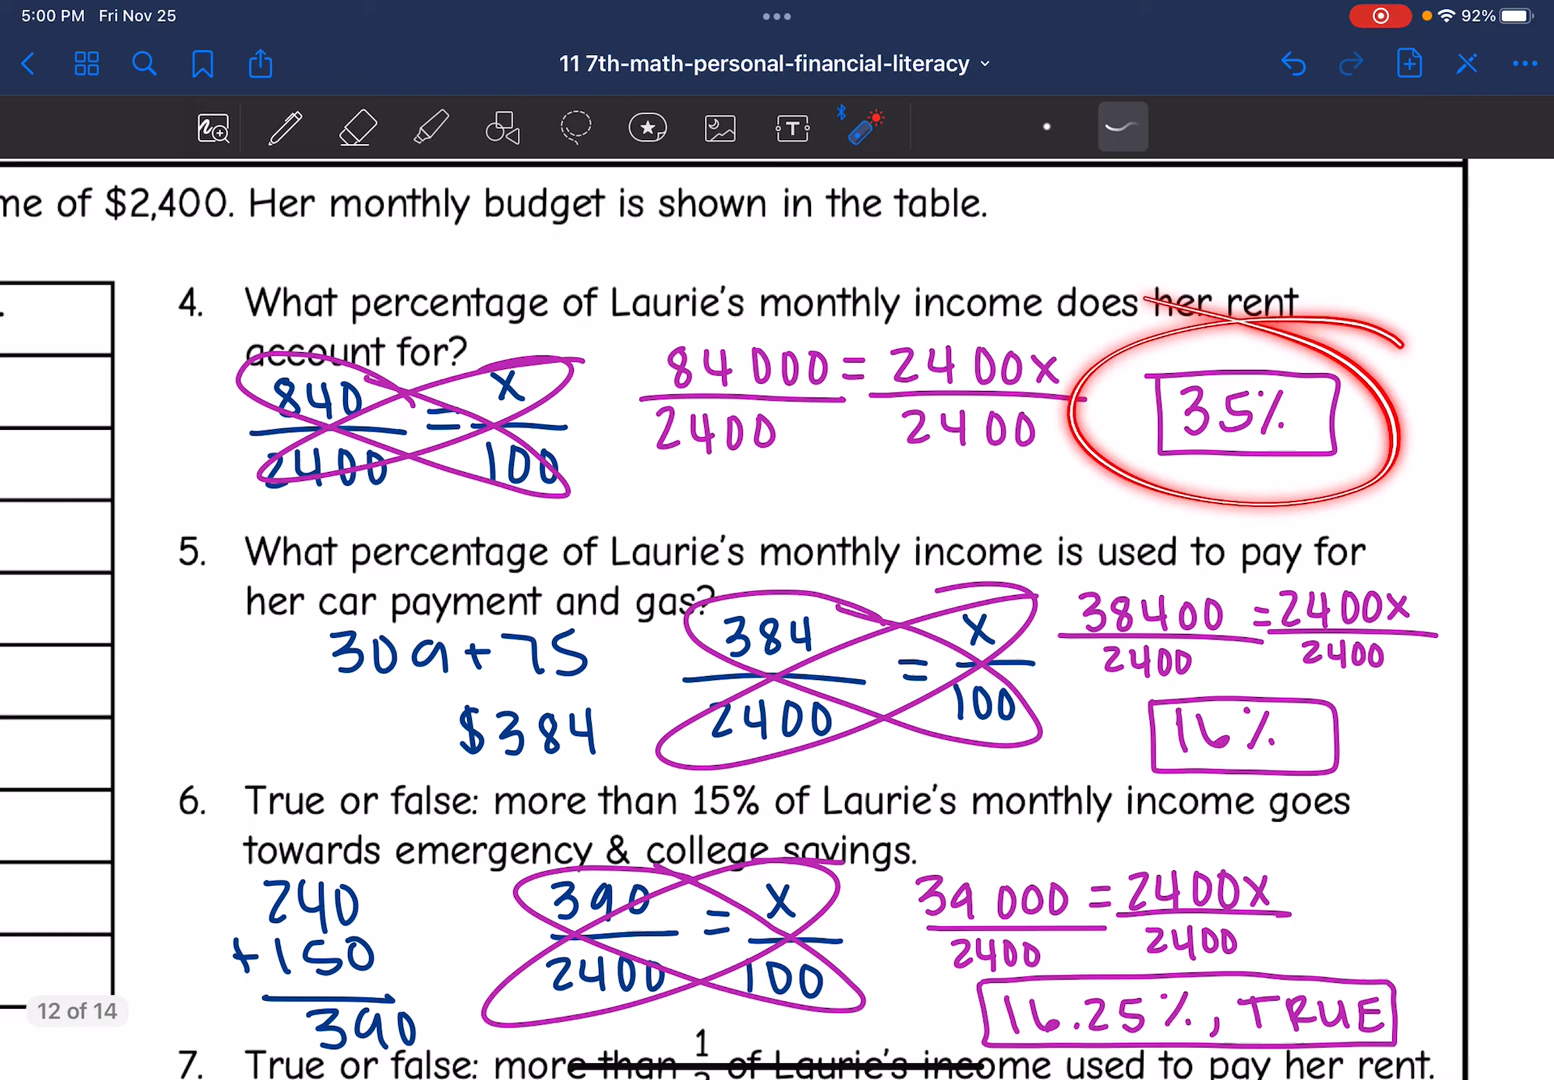 5:00 PM Fri Nov 25
92%
11 7th-math-personal-financial-literacy
T
me of $2,400. Her monthly budget is shown in the table.
4. What percentage of Laurie's monthly income does her rent
account for?
840 / 2400 = x / 100
84 000 / 2400 = 2400x / 2400
35%
5. What percentage of Laurie's monthly income is used to pay for
her car payment and gas?
309 + 75
$384
384 / 2400 = x / 100
38400 / 2400 = 2400x / 2400
16%
6. True or false: more than 15% of Laurie's monthly income goes
towards emergency & college savings.
240
+150
390
390 / 2400 = x / 100
39 000 / 2400 = 2400x / 2400
16.25%, TRUE
12 of 14
7. True or false: more than 1 of Laurie's income used to pay her rent.